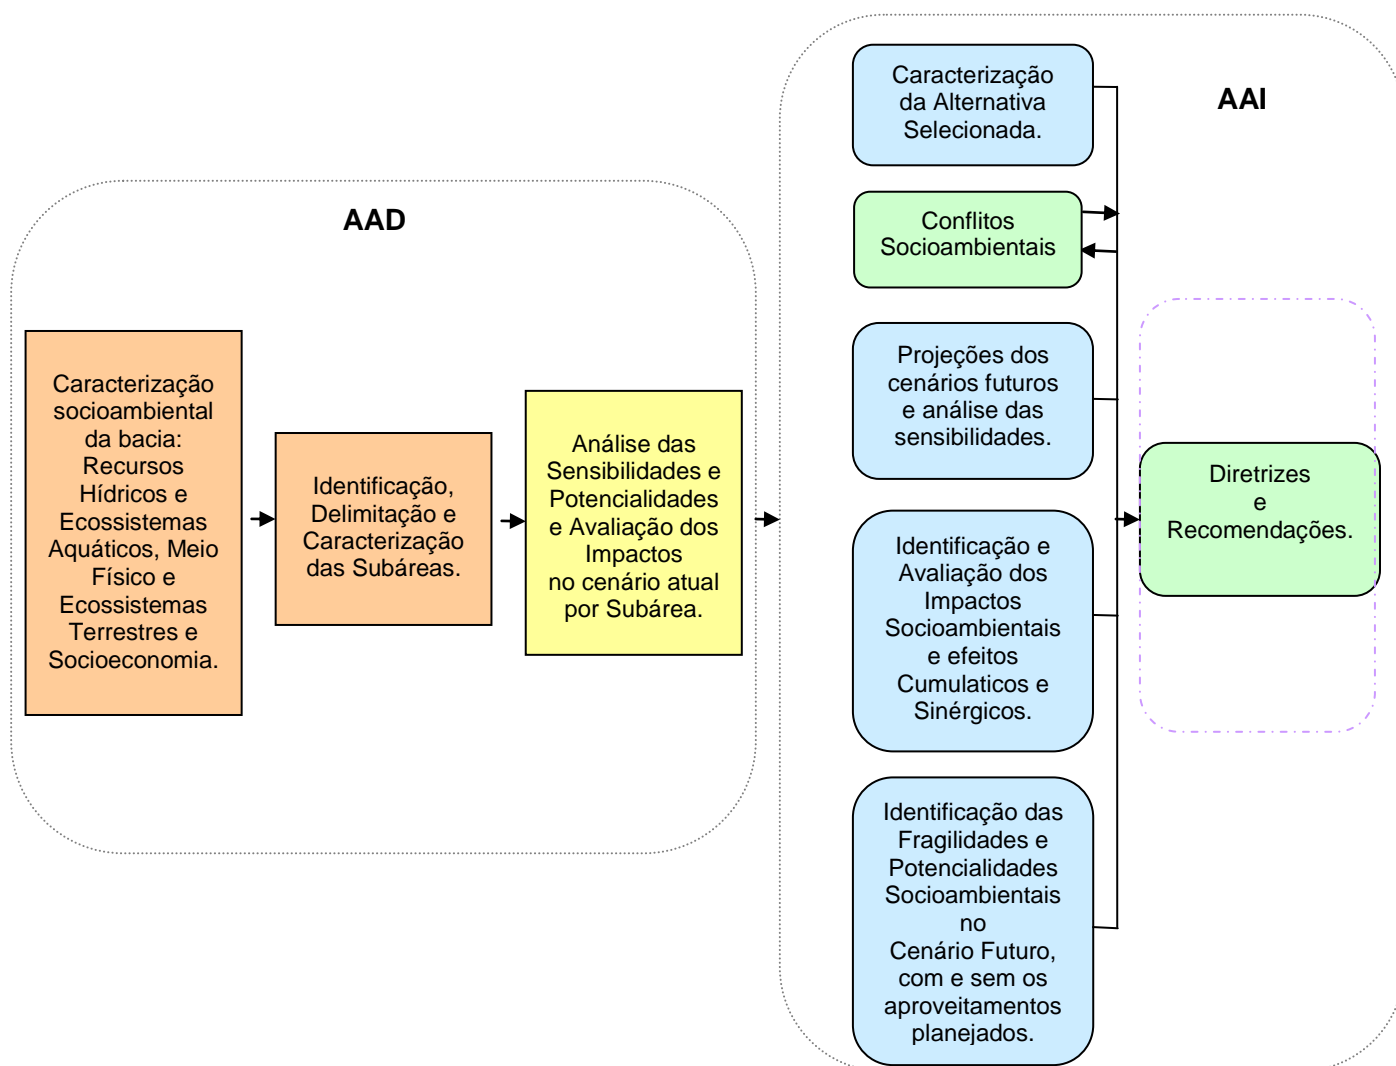 AAD
Caracterização
socioambiental
da bacia:
Recursos
Hídricos e
Ecossistemas
Aquáticos, Meio
Físico e
Ecossistemas
Terrestres e
Socioeconomia.
Identificação,
Delimitação e
Caracterização
das Subáreas.
Análise das
Sensibilidades e
Potencialidades
e Avaliação dos
Impactos
no cenário atual
por Subárea.
AAI
Caracterização
da Alternativa
Selecionada.
Conflitos
Socioambientais
Projeções dos
cenários futuros
e análise das
sensibilidades.
Identificação e
Avaliação dos
Impactos
Socioambientais
e efeitos
Cumulaticos e
Sinérgicos.
Identificação das
Fragilidades e
Potencialidades
Socioambientais
no
Cenário Futuro,
com e sem os
aproveitamentos
planejados.
Diretrizes
e
Recomendações.